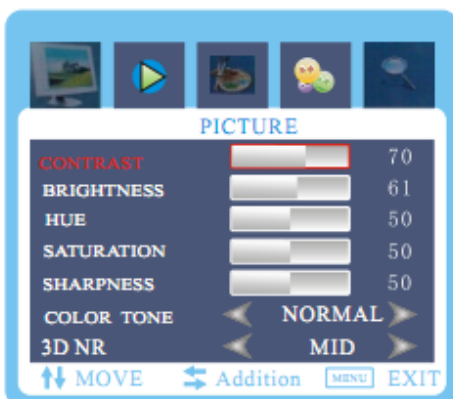 PICTURE
CONTRAST 70
BRIGHTNESS 61
HUE 50
SATURATION 50
SHARPNESS 50
COLOR TONE NORMAL
3D NR MID
MOVE Addition MENU EXIT